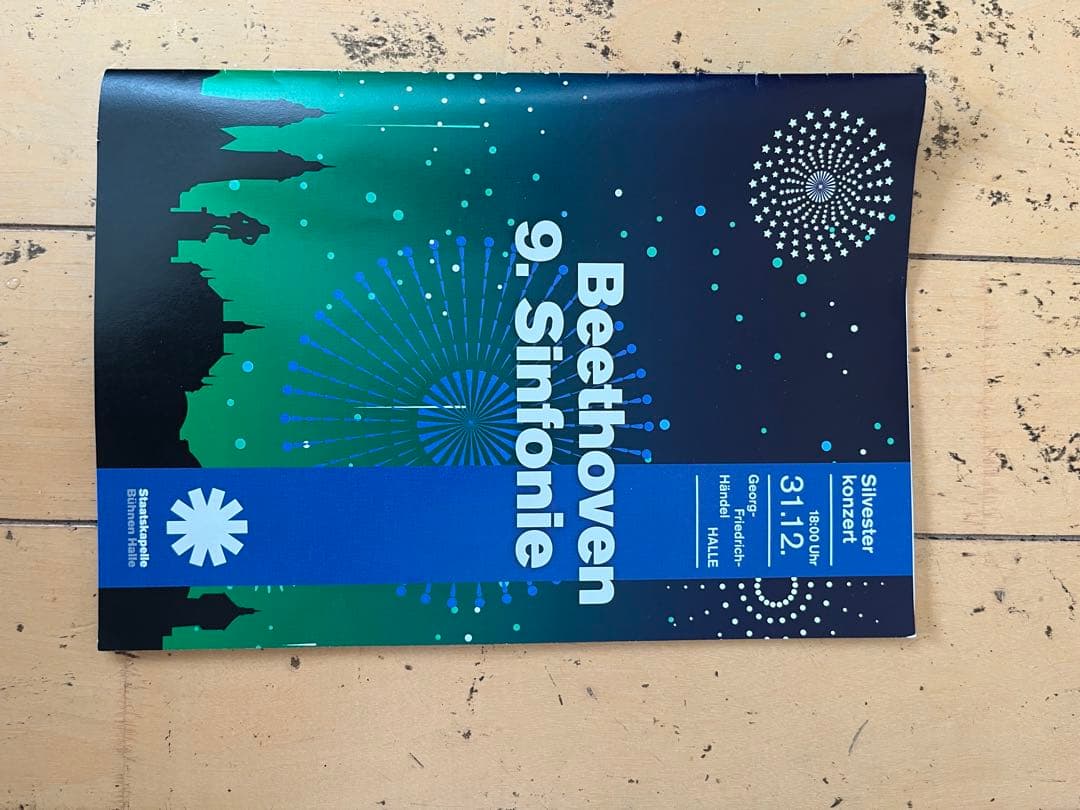 Silvester
konzert
18:00 Uhr
31.12.
Georg-
Friedrich-
Händel
HALLE
Beethoven
9. Sinfonie
Staatskapelle
Bühnen Halle